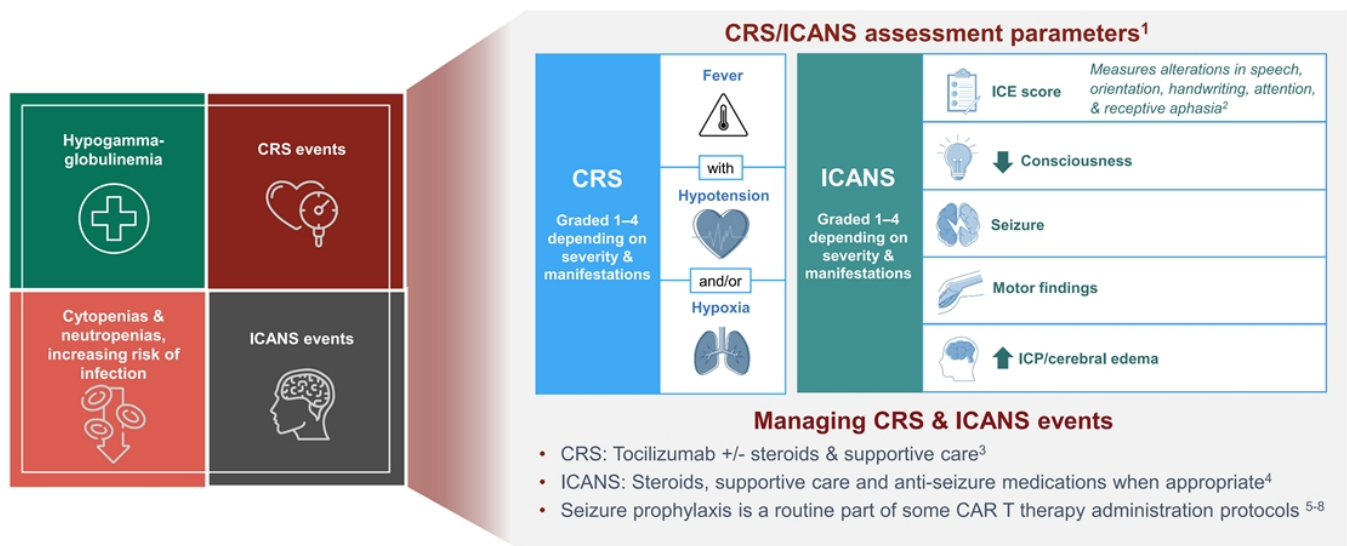 Hypogamma-
globulinemia
CRS events
Cytopenias &
neutropenias,
increasing risk of
infection
ICANS events
CRS/ICANS assessment parameters1
CRS
Graded 1–4
depending on
severity &
manifestations
Fever
with
Hypotension
and/or
Hypoxia
ICANS
Graded 1–4
depending on
severity &
manifestations
ICE score
Measures alterations in speech,
orientation, handwriting, attention,
& receptive aphasia2
Consciousness
Seizure
Motor findings
ICP/cerebral edema
Managing CRS & ICANS events
• CRS: Tocilizumab +/- steroids & supportive care3
• ICANS: Steroids, supportive care and anti-seizure medications when appropriate4
• Seizure prophylaxis is a routine part of some CAR T therapy administration protocols 5-8